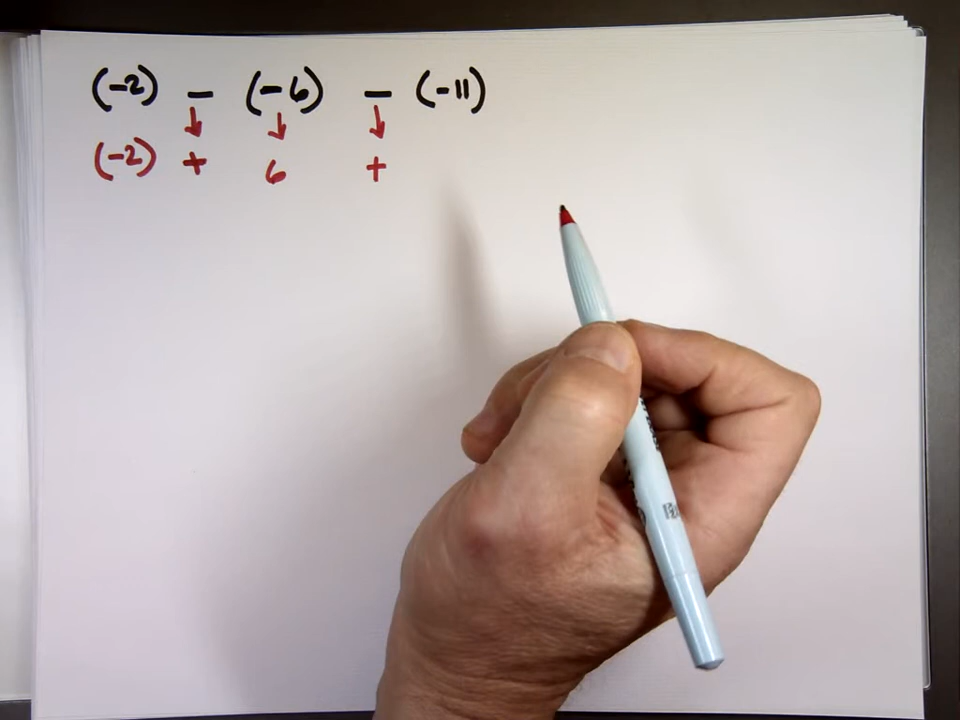 (-2) - (-6) - (-11)
↓ ↓ ↓
(-2) + 6 +